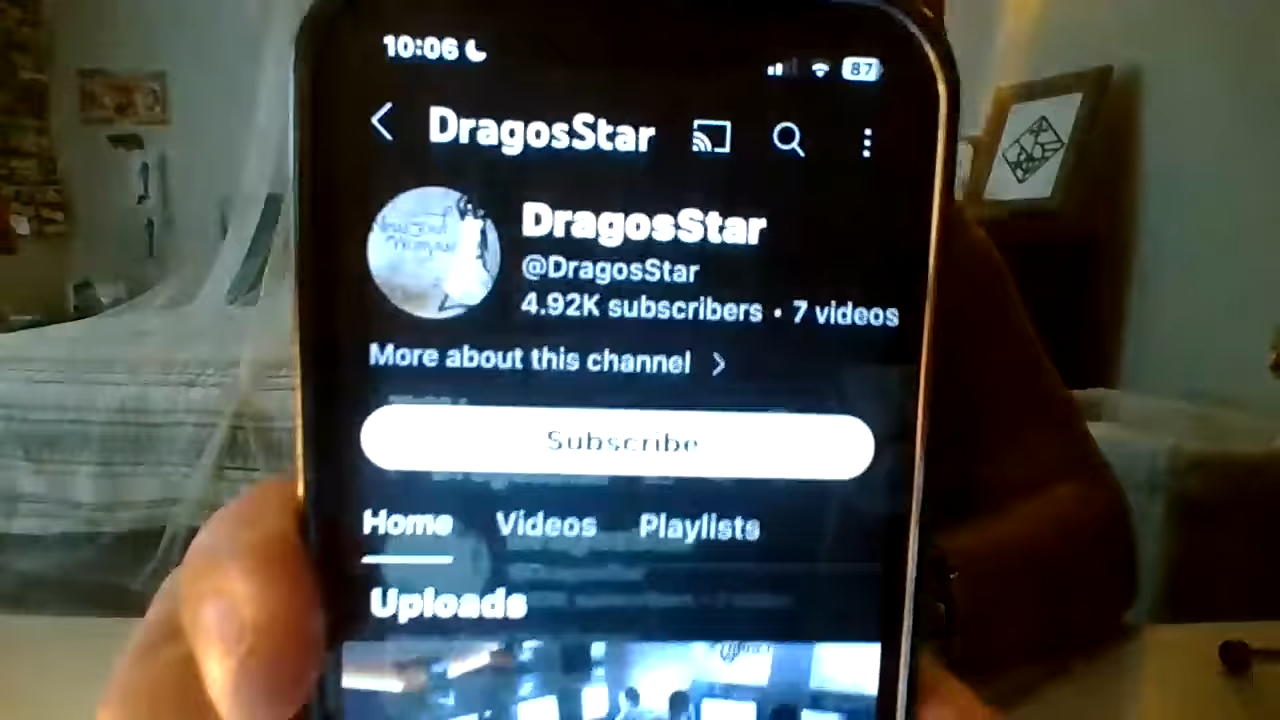 10:06
87
DragosStar
DragosStar
@DragosStar
4.92K subscribers • 7 videos
More about this channel
Subscribe
Home Videos Playlists
Uploads